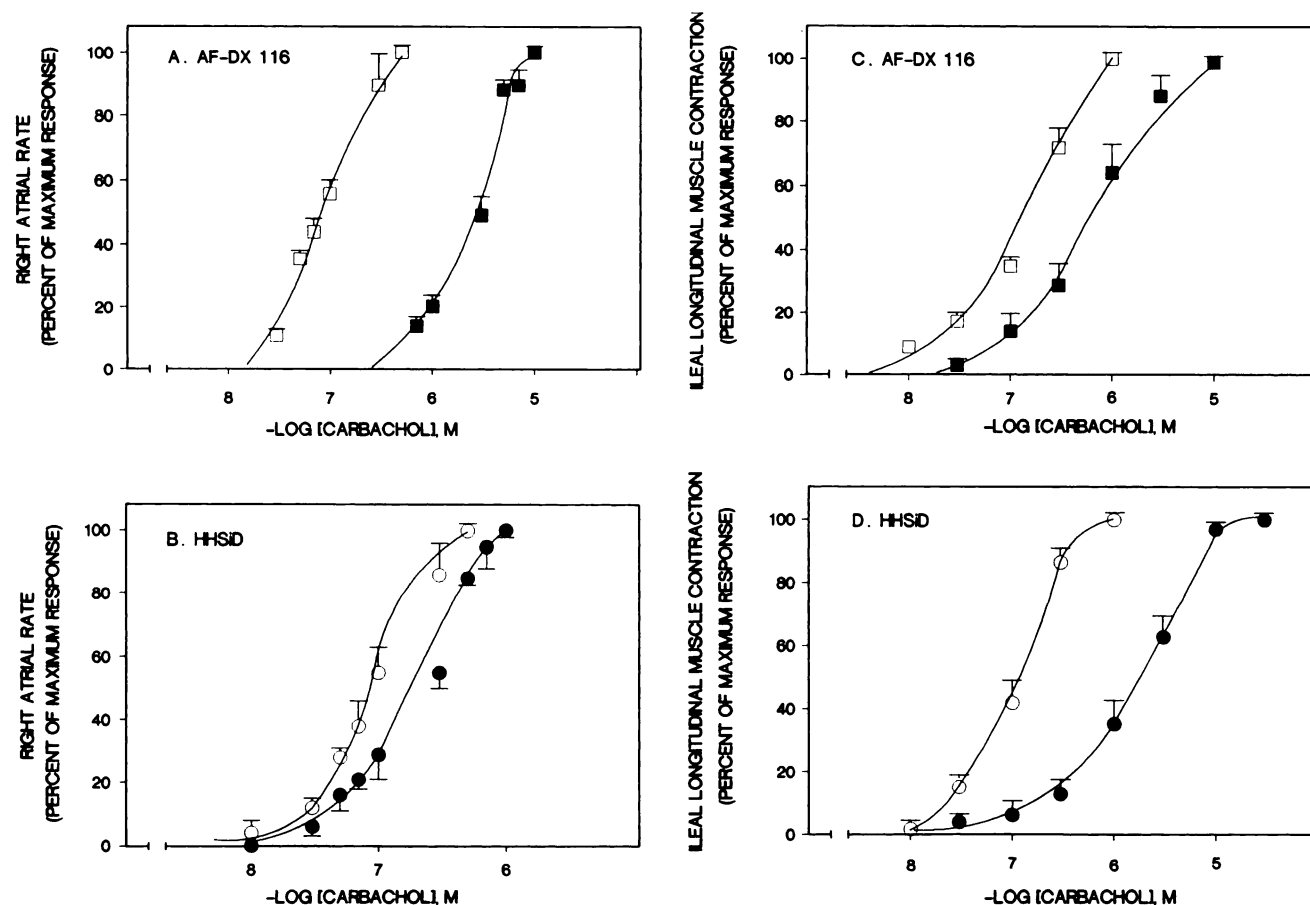 A. AF-DX 116
RIGHT ATRIAL RATE
(PERCENT OF MAXIMUM RESPONSE)
100
80
60
40
20
0
8 7 6 5
-LOG [CARBACHOL], M
C. AF-DX 116
ILEAL LONGITUDINAL MUSCLE CONTRACTION
(PERCENT OF MAXIMUM RESPONSE)
100
80
60
40
20
0
8 7 6 5
-LOG [CARBACHOL], M
B. HHSiD
RIGHT ATRIAL RATE
(PERCENT OF MAXIMUM RESPONSE)
100
80
60
40
20
0
8 7 6
-LOG [CARBACHOL], M
D. HHSiD
ILEAL LONGITUDINAL MUSCLE CONTRACTION
(PERCENT OF MAXIMUM RESPONSE)
100
80
60
40
20
0
8 7 6 5
-LOG [CARBACHOL], M